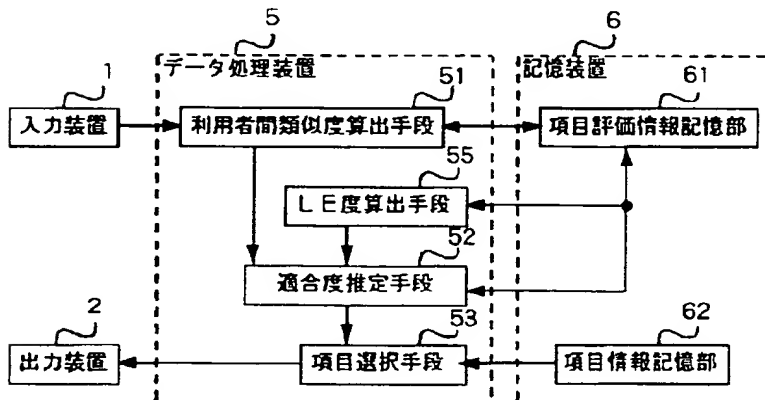 5
6
データ処理装置
記憶装置
1
51
61
入力装置
利用者間類似度算出手段
項目評価情報記憶部
55
LE度算出手段
52
適合度推定手段
2
53
62
出力装置
項目選択手段
項目情報記憶部